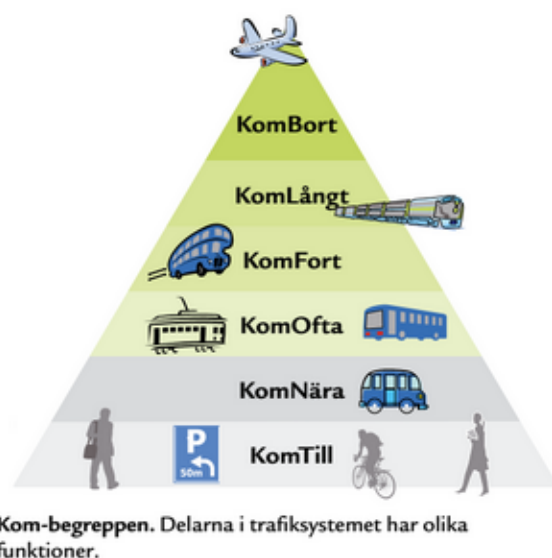 KomBort
KomLångt
KomFort
KomOfta
KomNära
P
50m
KomTill
Kom-begreppen. Delarna i trafiksystemet har olika
funktioner.